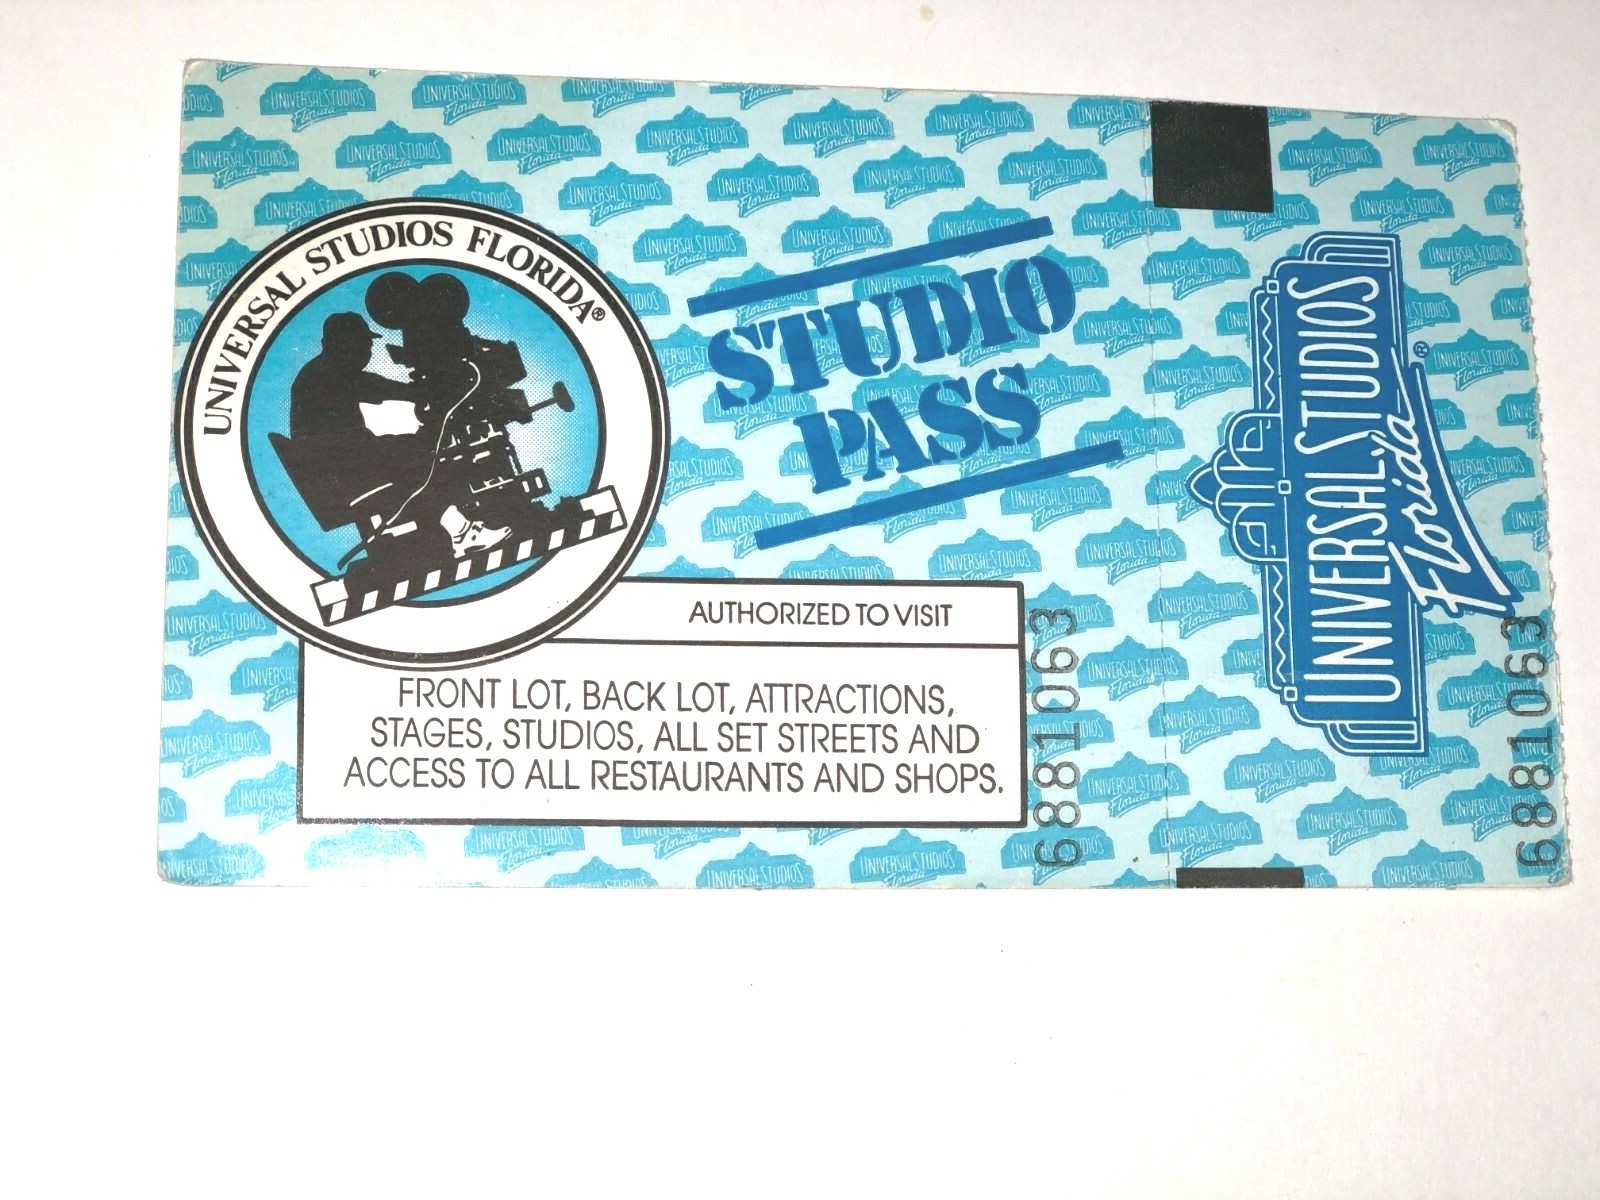 UNIVERSAL STUDIOS FLORIDA®
STUDIO
PASS
AUTHORIZED TO VISIT
FRONT LOT, BACK LOT, ATTRACTIONS,
STAGES, STUDIOS, ALL SET STREETS AND
ACCESS TO ALL RESTAURANTS AND SHOPS.
6881063
UNIVERSAL STUDIOS
Florida®
6881063